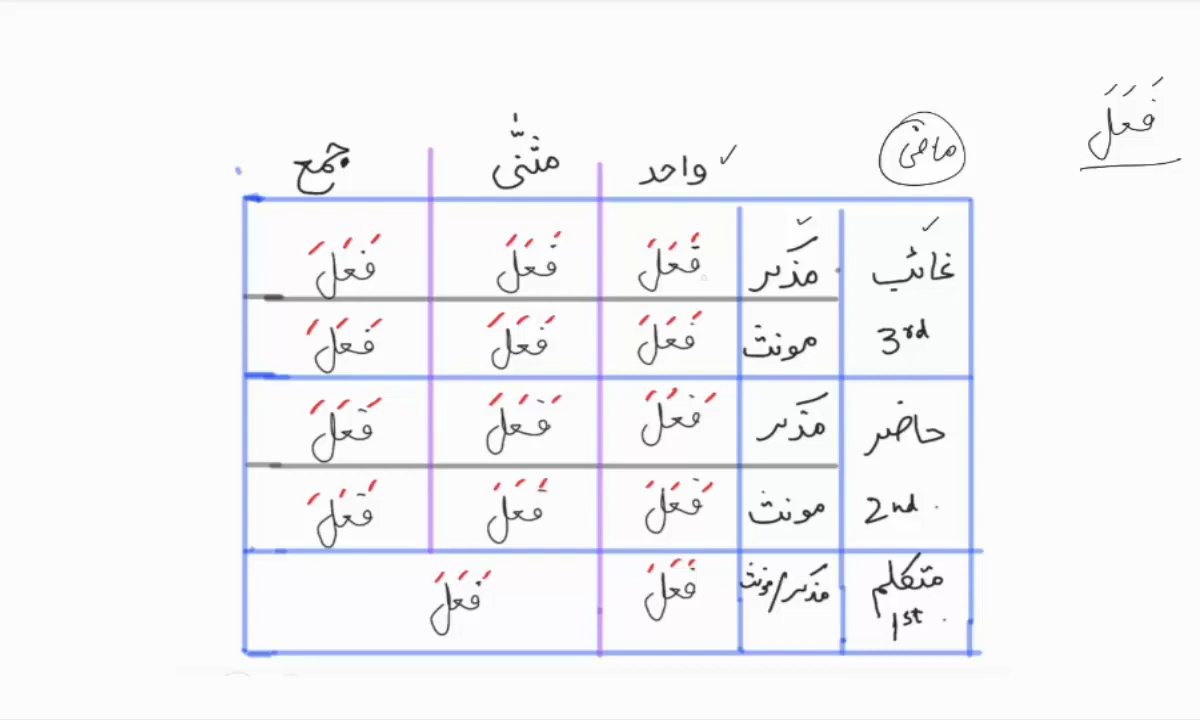 فَعَلَ
ماضی واحد مثنّٰی جمع
غائب مذکر فَعَلَ فَعَلَ فَعَلَ
3rd مونث فَعَلَ فَعَلَ فَعَلَ
حاضر مذکر فَعَلَ فَعَلَ فَعَلَ
2nd مونث فَعَلَ فَعَلَ فَعَلَ
متکلم مذکر/مونث فَعَلَ فَعَلَ
1st